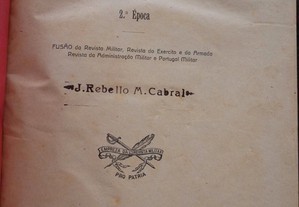 2.ª Época
FUSÃO da Revista Militar, Revista do Exercito e da Armada
Revista da Administração Militar e Portugal Militar
J. Rebello M. Cabral
PRO PATRIA